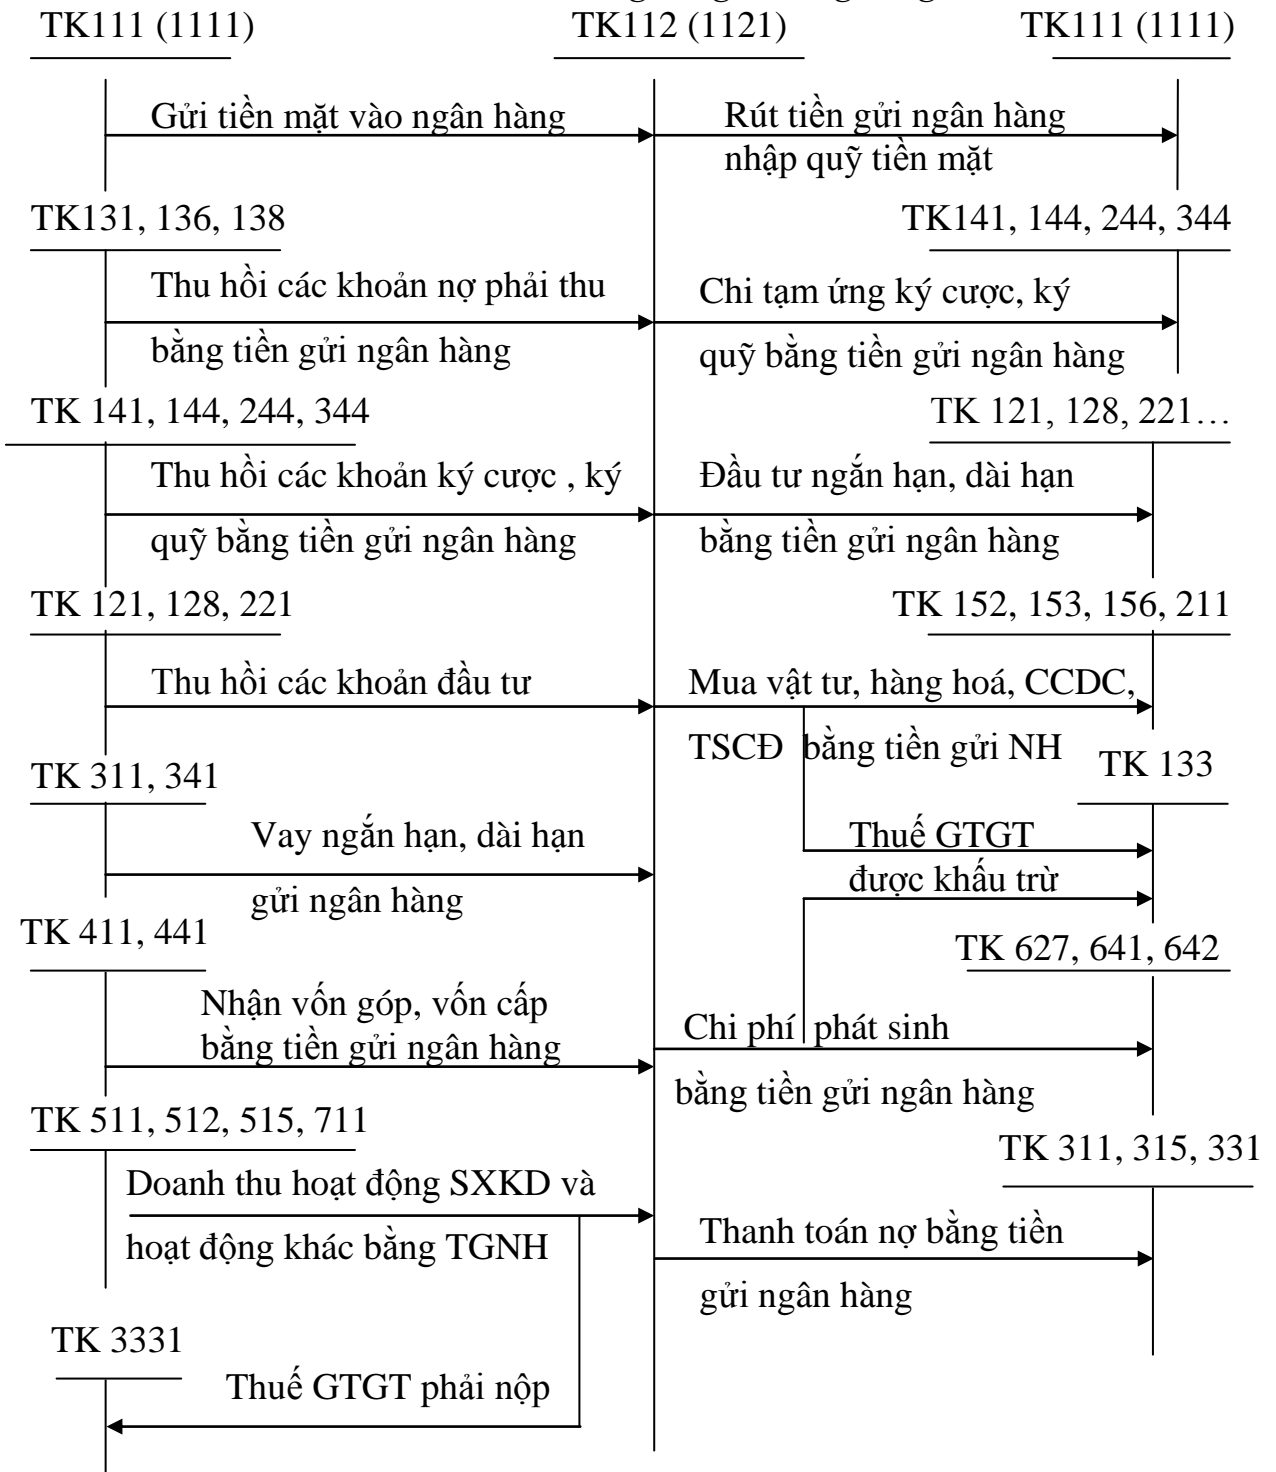 TK111 (1111)
TK112 (1121)
TK111 (1111)
Gửi tiền mặt vào ngân hàng
Rút tiền gửi ngân hàng
nhập quỹ tiền mặt
TK131, 136, 138
TK141, 144, 244, 344
Thu hồi các khoản nợ phải thu
bằng tiền gửi ngân hàng
Chi tạm ứng ký cược, ký
quỹ bằng tiền gửi ngân hàng
TK 141, 144, 244, 344
TK 121, 128, 221…
Thu hồi các khoản ký cược , ký
quỹ bằng tiền gửi ngân hàng
Đầu tư ngắn hạn, dài hạn
bằng tiền gửi ngân hàng
TK 121, 128, 221
TK 152, 153, 156, 211
Thu hồi các khoản đầu tư
Mua vật tư, hàng hoá, CCDC,
TSCĐ bằng tiền gửi NH
TK 311, 341
TK 133
Vay ngắn hạn, dài hạn
gửi ngân hàng
Thuế GTGT
được khấu trừ
TK 411, 441
TK 627, 641, 642
Nhận vốn góp, vốn cấp
bằng tiền gửi ngân hàng
Chi phí phát sinh
bằng tiền gửi ngân hàng
TK 511, 512, 515, 711
TK 311, 315, 331
Doanh thu hoạt động SXKD và
hoạt động khác bằng TGNH
Thanh toán nợ bằng tiền
gửi ngân hàng
TK 3331
Thuế GTGT phải nộp